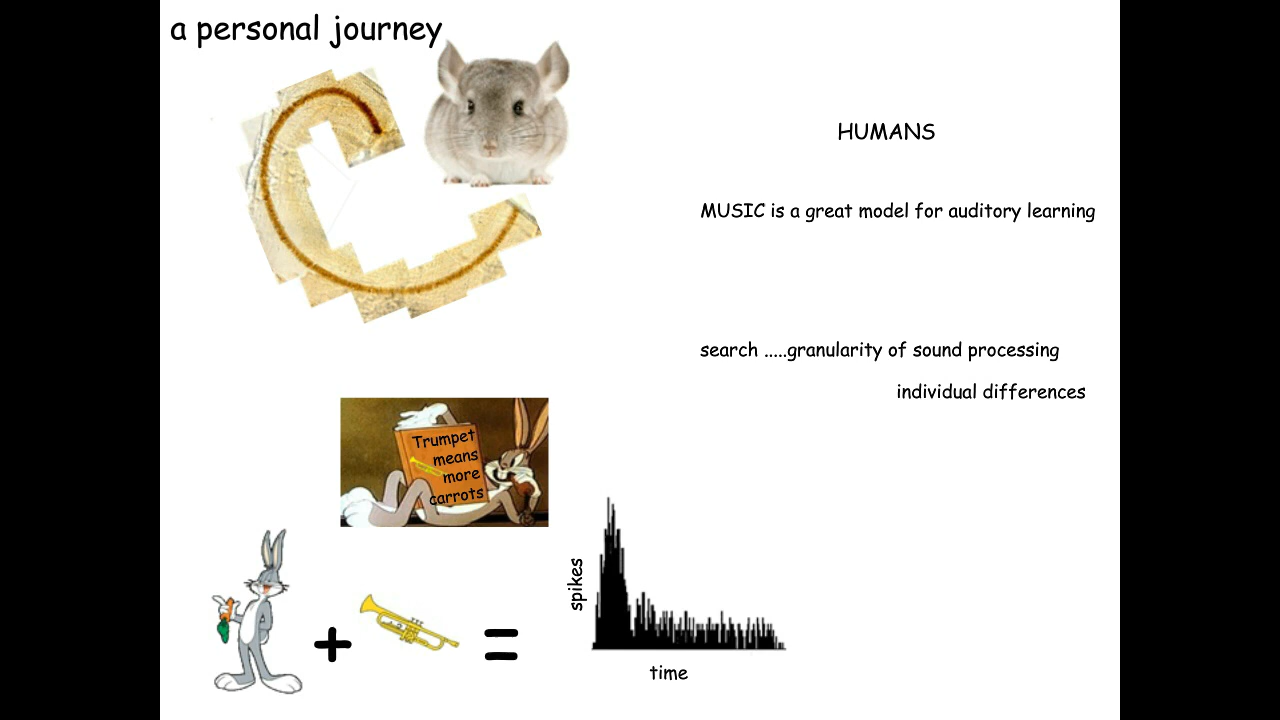 a personal journey
HUMANS
MUSIC is a great model for auditory learning
search .....granularity of sound processing
individual differences
Trumpet
means
more
carrots
spikes
time